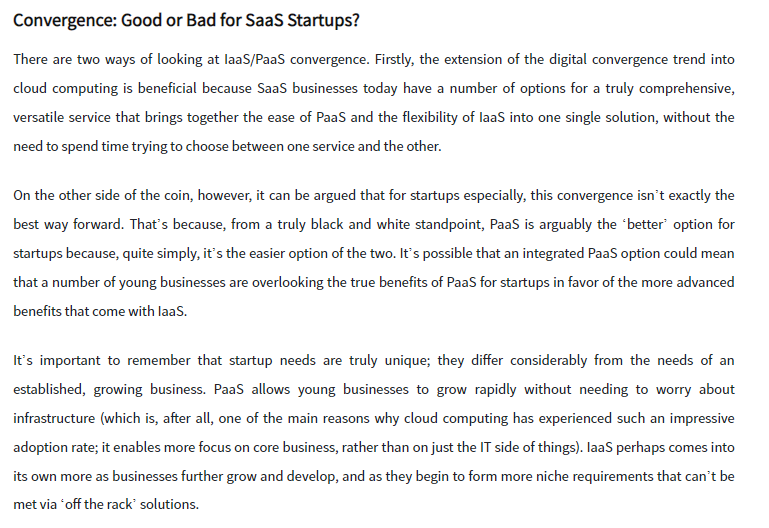 Convergence: Good or Bad for SaaS Startups?
There are two ways of looking at IaaS/PaaS convergence. Firstly, the extension of the digital convergence trend into
cloud computing is beneficial because SaaS businesses today have a number of options for a truly comprehensive,
versatile service that brings together the ease of PaaS and the flexibility of IaaS into one single solution, without the
need to spend time trying to choose between one service and the other.
On the other side of the coin, however, it can be argued that for startups especially, this convergence isn't exactly the
best way forward. That's because, from a truly black and white standpoint, PaaS is arguably the ‘better’ option for
startups because, quite simply, it's the easier option of the two. It's possible that an integrated PaaS option could mean
that a number of young businesses are overlooking the true benefits of PaaS for startups in favor of the more advanced
benefits that come with IaaS.
It's important to remember that startup needs are truly unique; they differ considerably from the needs of an
established, growing business. PaaS allows young businesses to grow rapidly without needing to worry about
infrastructure (which is, after all, one of the main reasons why cloud computing has experienced such an impressive
adoption rate; it enables more focus on core business, rather than on just the IT side of things). IaaS perhaps comes into
its own more as businesses further grow and develop, and as they begin to form more niche requirements that can't be
met via ‘off the rack’ solutions.